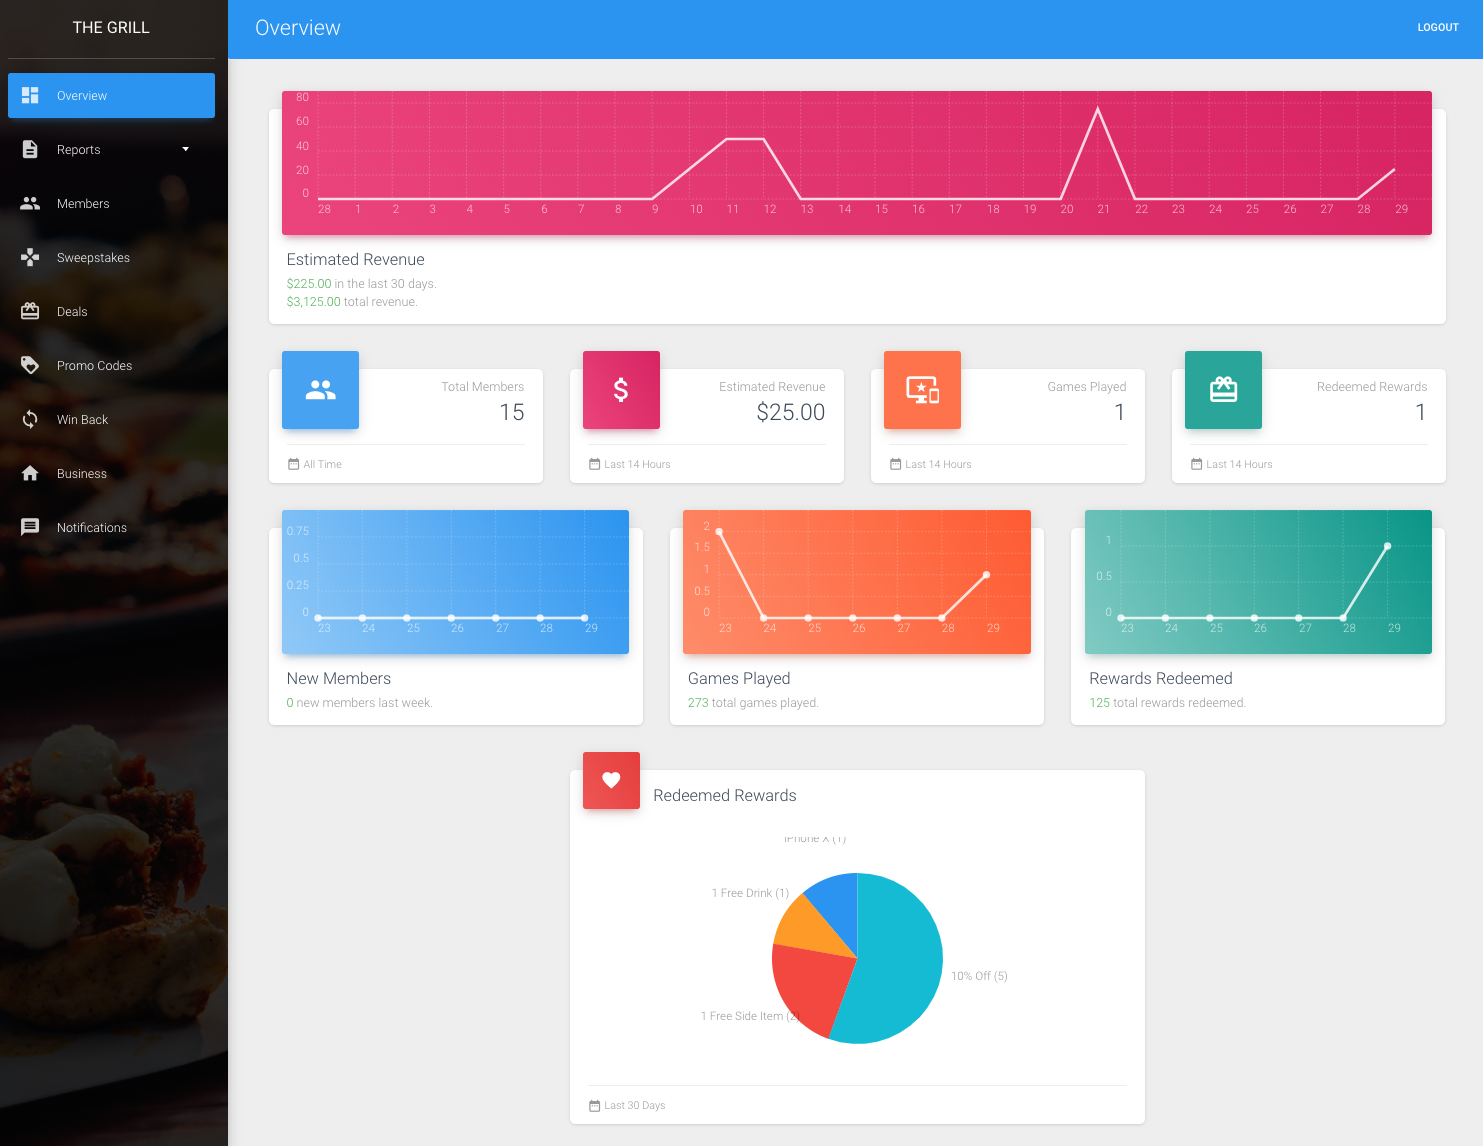 THE GRILL
Overview
LOGOUT
Overview
Reports
Members
Sweepstakes
Deals
Promo Codes
Win Back
Business
Notifications
80
60
40
20
0
28 1 2 3 4 5 6 7 8 9 10 11 12 13 14 15 16 17 18 19 20 21 22 23 24 25 26 27 28 29
Estimated Revenue
$225.00 in the last 30 days.
$3,125.00 total revenue.
Total Members
15
All Time
Estimated Revenue
$25.00
Last 14 Hours
Games Played
1
Last 14 Hours
Redeemed Rewards
1
Last 14 Hours
0.75
0.5
0.25
0
23 24 25 26 27 28 29
New Members
0 new members last week.
2
1.5
1
0.5
0
23 24 25 26 27 28 29
Games Played
273 total games played.
1
0.5
0
23 24 25 26 27 28 29
Rewards Redeemed
125 total rewards redeemed.
Redeemed Rewards
iPhone X (1)
1 Free Drink (1)
10% Off (5)
1 Free Side Item (2)
Last 30 Days